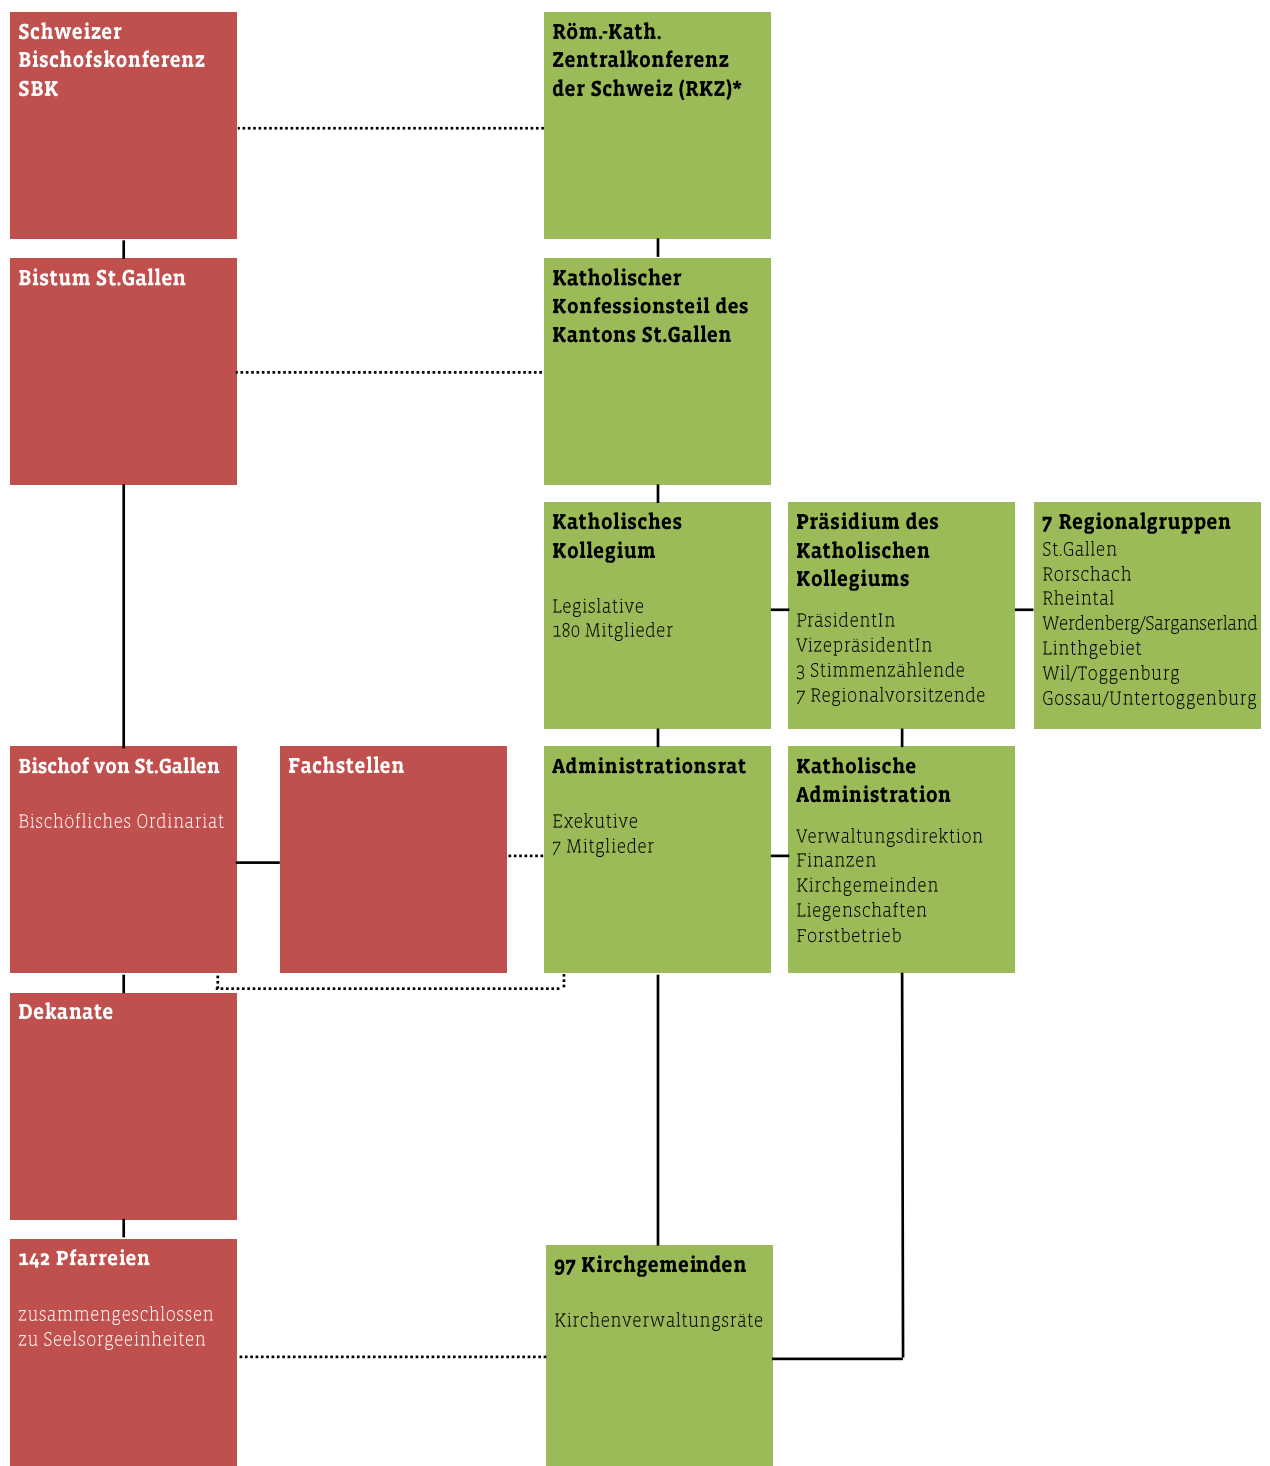 Schweizer
Bischofskonferenz
SBK
Röm.-Kath.
Zentralkonferenz
der Schweiz (RKZ)*
Bistum St.Gallen
Katholischer
Konfessionsteil des
Kantons St.Gallen
Katholisches
Kollegium
Legislative
180 Mitglieder
Präsidium des
Katholischen
Kollegiums
PräsidentIn
VizepräsidentIn
3 Stimmenzählende
7 Regionalvorsitzende
7 Regionalgruppen
St.Gallen
Rorschach
Rheintal
Werdenberg/Sarganserland
Linthgebiet
Wil/Toggenburg
Gossau/Untertoggenburg
Bischof von St.Gallen
Bischöfliches Ordinariat
Fachstellen
Administrationsrat
Exekutive
7 Mitglieder
Katholische
Administration
Verwaltungsdirektion
Finanzen
Kirchgemeinden
Liegenschaften
Forstbetrieb
Dekanate
142 Pfarreien
zusammengeschlossen
zu Seelsorgeeinheiten
97 Kirchgemeinden
Kirchenverwaltungsräte